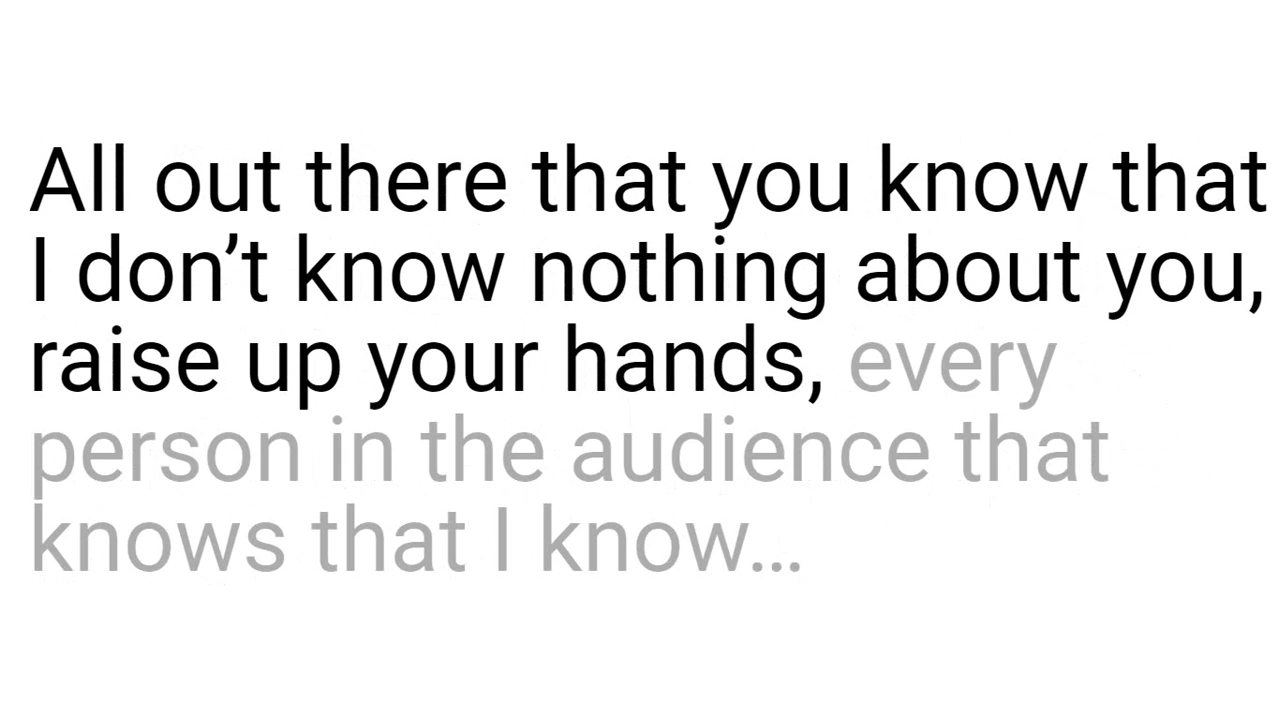 All out there that you know that
I don’t know nothing about you,
raise up your hands, every
person in the audience that
knows that I know…